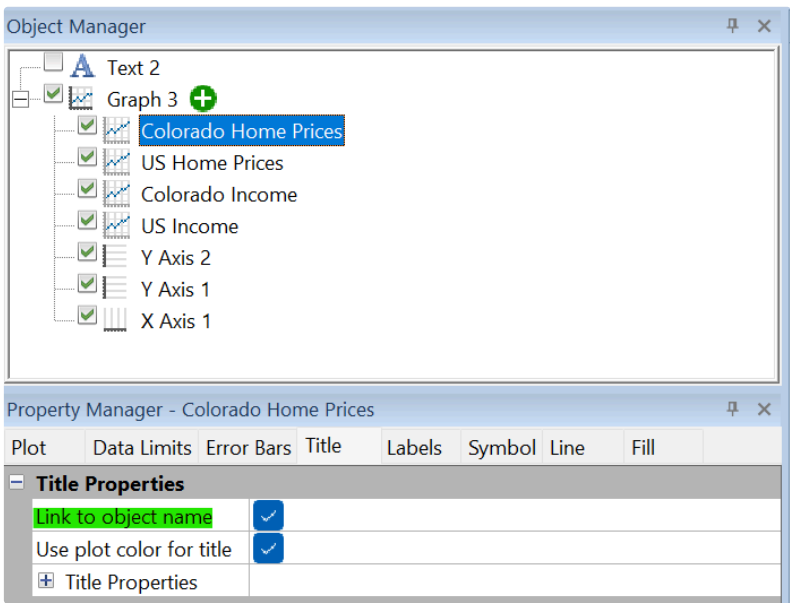 Object Manager
Text 2
Graph 3
Colorado Home Prices
US Home Prices
Colorado Income
US Income
Y Axis 2
Y Axis 1
X Axis 1
Property Manager - Colorado Home Prices
Plot Data Limits Error Bars Title Labels Symbol Line Fill
Title Properties
Link to object name
Use plot color for title
Title Properties